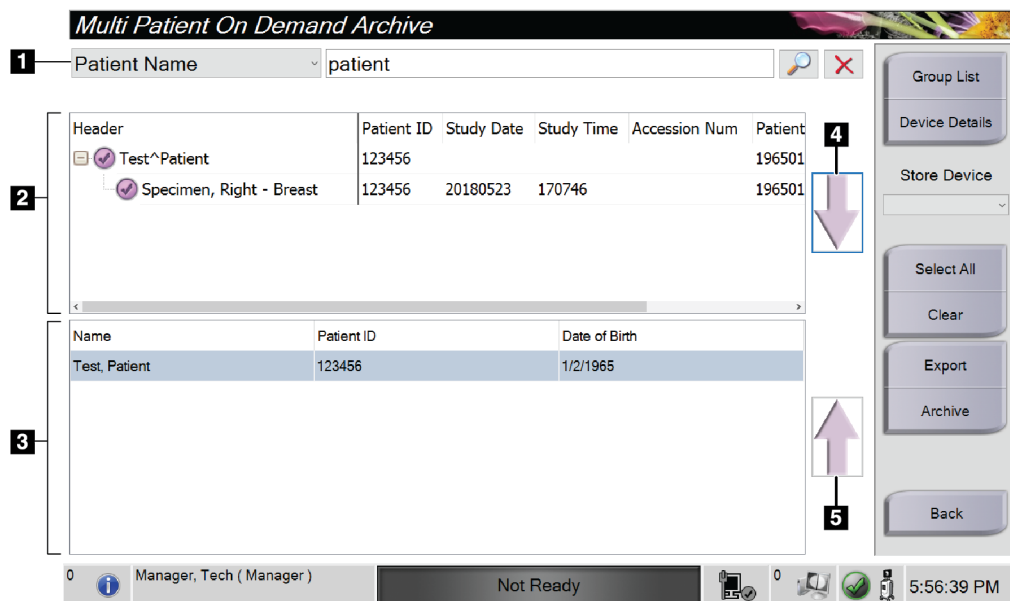 Multi Patient On Demand Archive
1 Patient Name patient
Group List
Device Details
Store Device
Select All
Clear
Export
Archive
Back
Header Patient ID Study Date Study Time Accession Num Patient
Test^Patient 123456 196501
Specimen, Right - Breast 123456 20180523 170746 196501
2
4
Name Patient ID Date of Birth
Test, Patient 123456 1/2/1965
3
5
0 Manager, Tech ( Manager ) Not Ready 0 5:56:39 PM